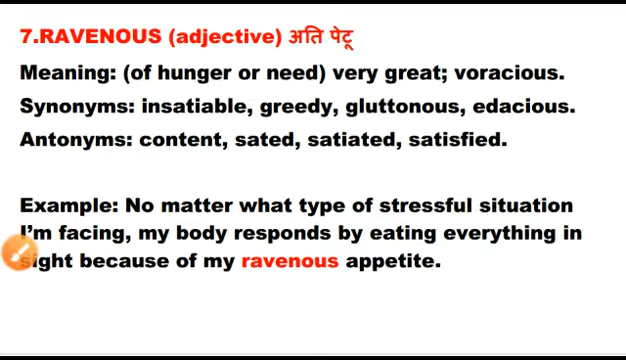 7.RAVENOUS (adjective) अति पेटू
Meaning: (of hunger or need) very great; voracious.
Synonyms: insatiable, greedy, gluttonous, edacious.
Antonyms: content, sated, satiated, satisfied.
Example: No matter what type of stressful situation
I'm facing, my body responds by eating everything in
sight because of my ravenous appetite.